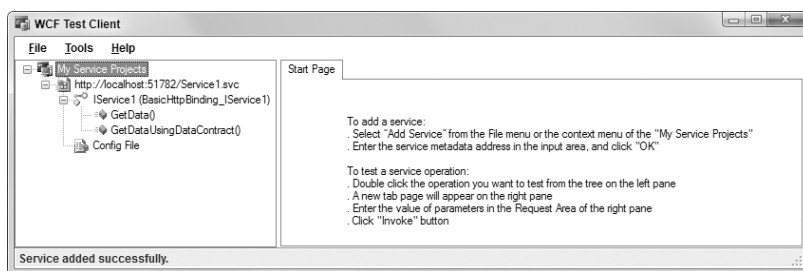 WCF Test Client
File Tools Help
My Service Projects
http://localhost:51782/Service1.svc
IService1 (BasicHttpBinding_IService1)
GetData()
GetDataUsingDataContract()
Config File
Start Page
To add a service:
. Select "Add Service" from the File menu or the context menu of the "My Service Projects"
. Enter the service metadata address in the input area, and click "OK"
To test a service operation:
. Double click the operation you want to test from the tree on the left pane
. A new tab page will appear on the right pane
. Enter the value of parameters in the Request Area of the right pane
. Click "Invoke" button
Service added successfully.